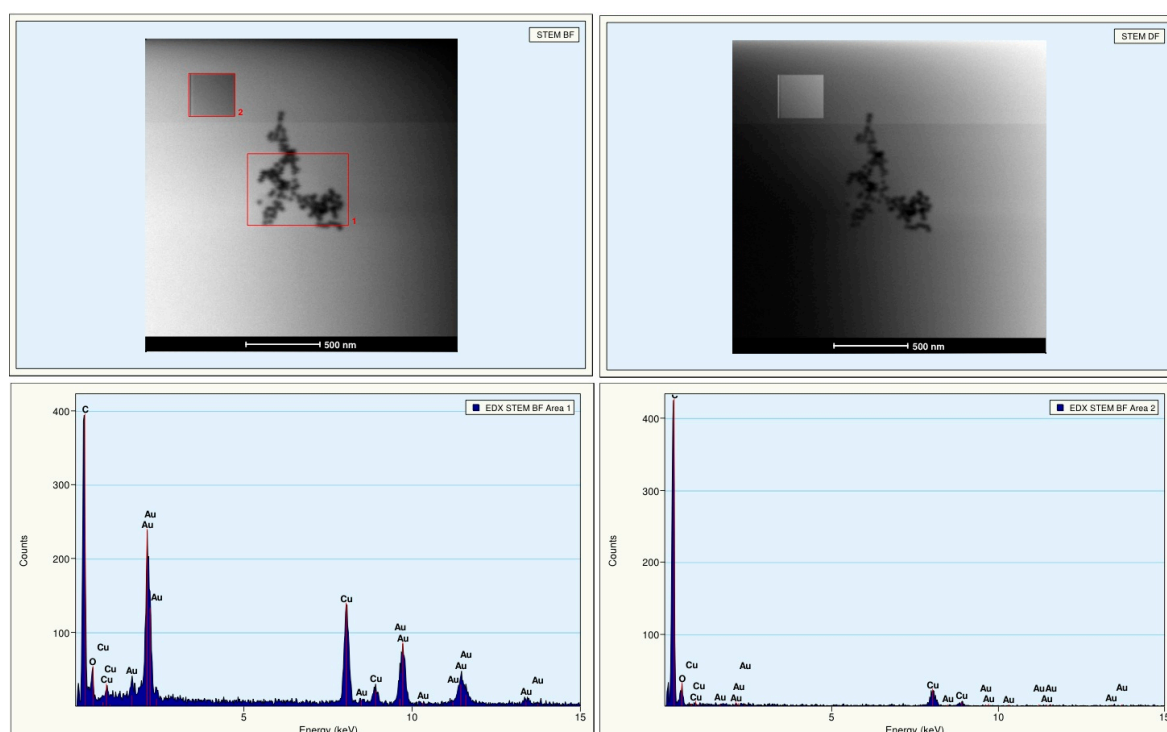 STEM BF
2
1
500 nm
STEM DF
500 nm
EDX STEM BF Area 1
400
300
200
100
Counts
C
O
Cu
Cu
Cu
Au
Au
Au
Au
Cu
Au
Cu
Au
Au
Au
Au
Au
Au
Au
Au
5
10
15
Energy (keV)
EDX STEM BF Area 2
400
300
200
100
Counts
C
O
Cu
Cu
Cu
Au
Au
Au
Au
Cu
Au
Cu
Au
Au
Au
Au Au
Au
Au
Au
5
10
15
Energy (keV)